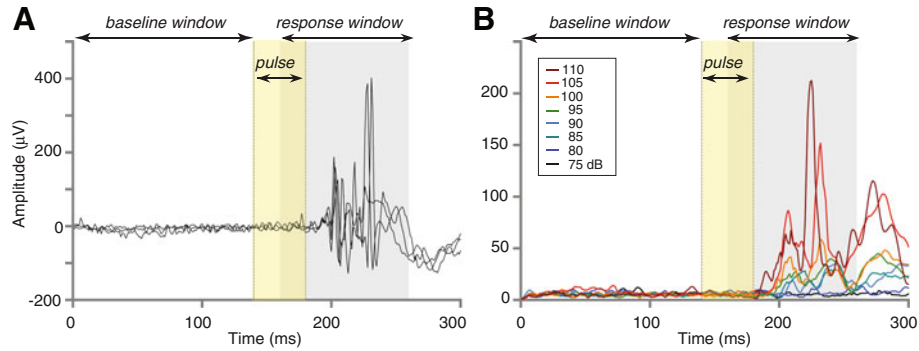 A
baseline window
response window
pulse
400
200
0
-200
Amplitude (µV)
0
100
200
300
Time (ms)
B
baseline window
response window
pulse
110
105
100
95
90
85
80
75 dB
200
150
100
50
0
0
100
200
300
Time (ms)